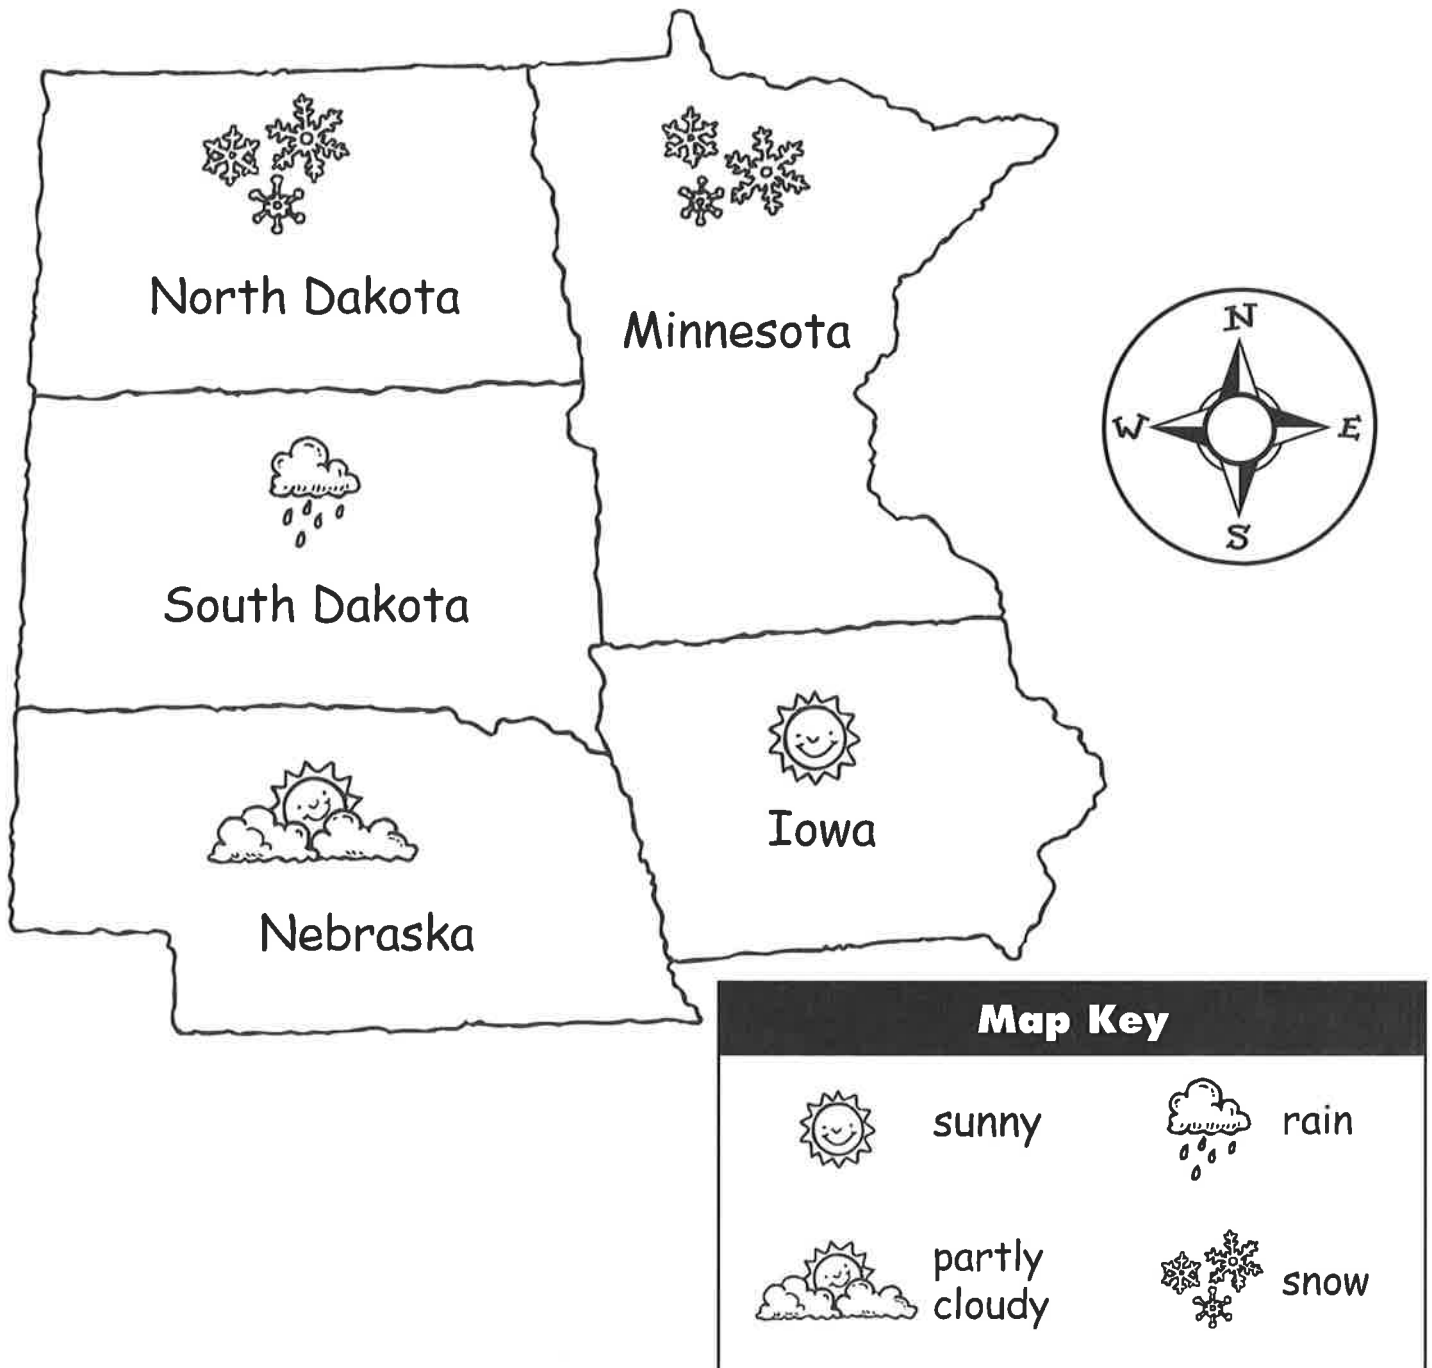 North Dakota
Minnesota
N
W E
S
South Dakota
Iowa
Nebraska
Map Key
sunny
rain
partly
cloudy
snow